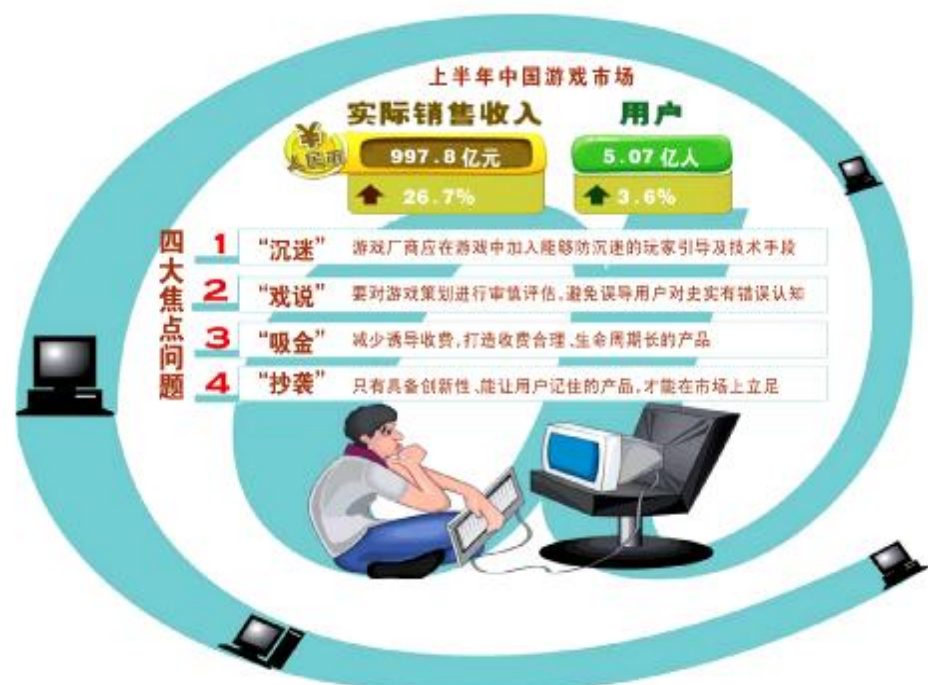 上半年中国游戏市场
实际销售收入
用户
¥
人民币
997.8亿元
5.07亿人
26.7%
3.6%
四大焦点问题
1 “沉迷” 游戏厂商应在游戏中加入能够防沉迷的玩家引导及技术手段
2 “戏说” 要对游戏策划进行审慎评估,避免误导用户对史实有错误认知
3 “吸金” 减少诱导收费,打造收费合理、生命周期长的产品
4 “抄袭” 只有具备创新性、能让用户记住的产品,才能在市场上立足